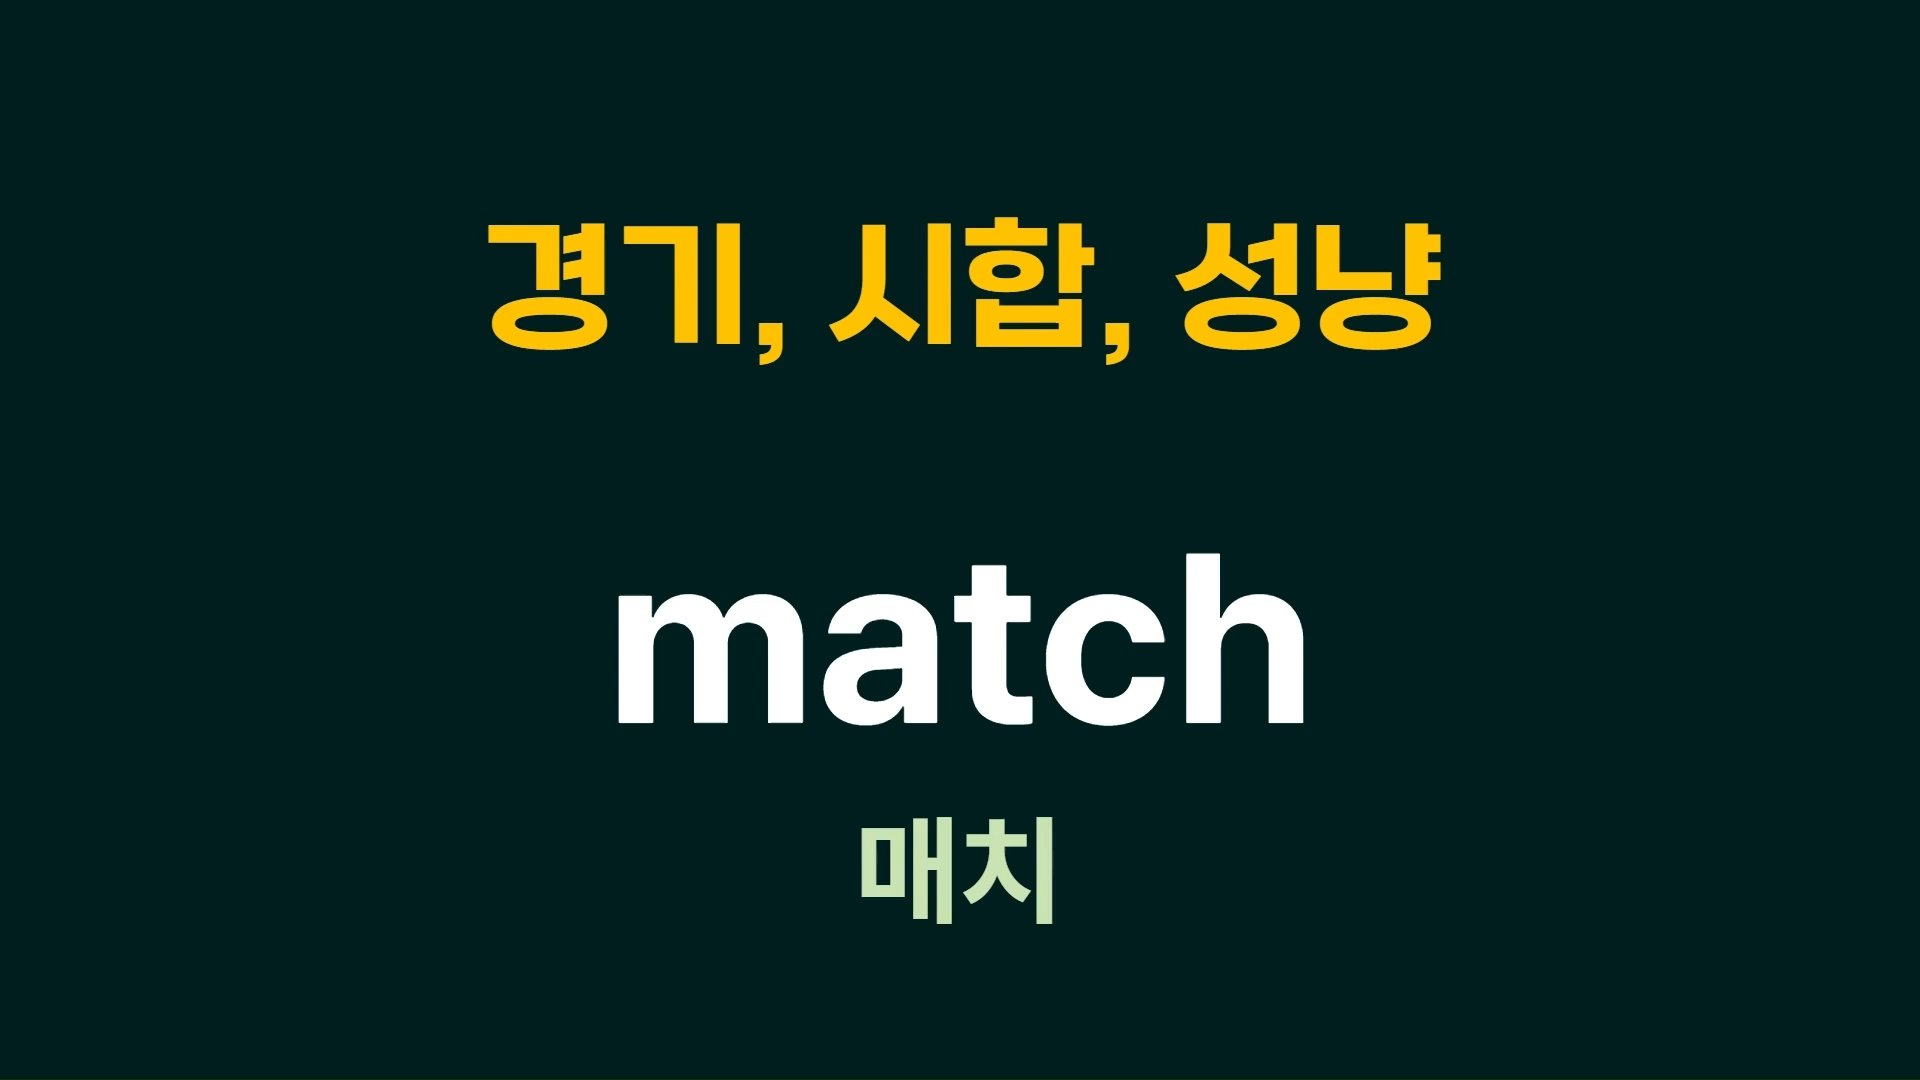 경기, 시합, 성냥
match
매치